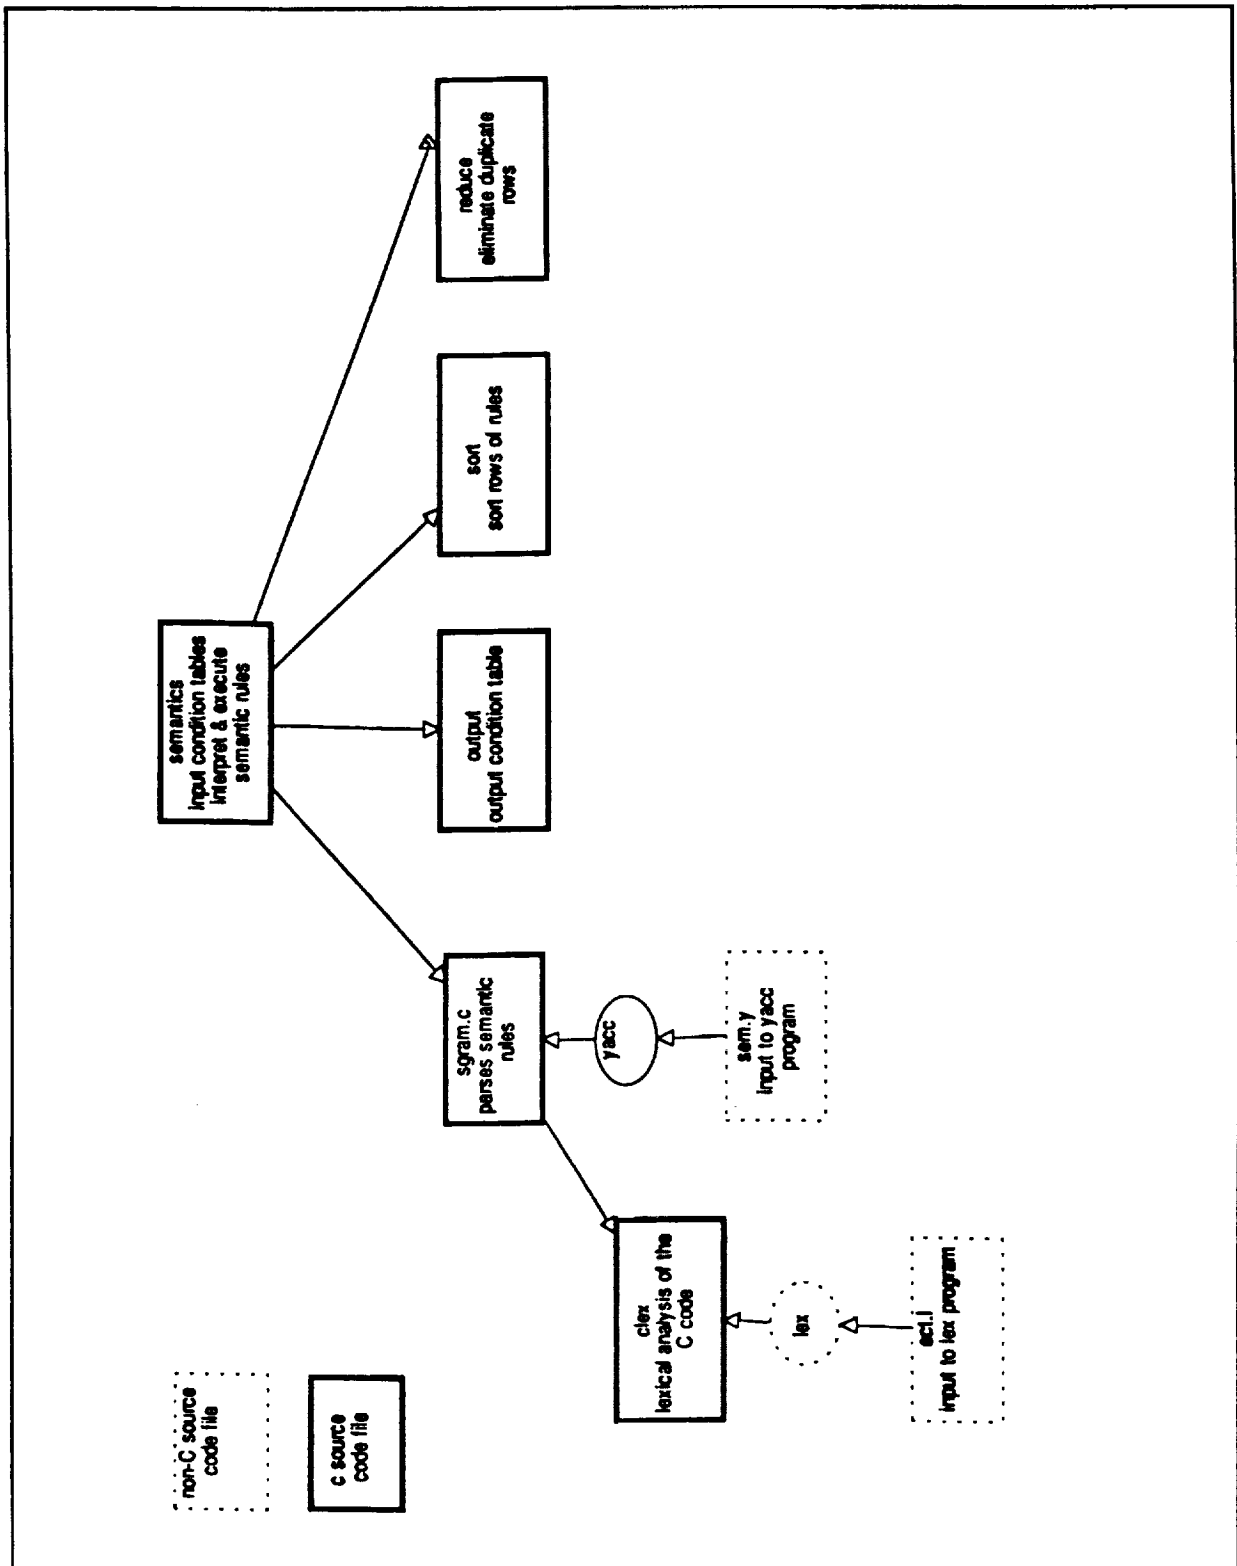 non-C source
code file
c source
code file
semantics
input condition tables
interpret & execute
semantic rules
sgram.c
parses semantic
rules
output
output condition table
sort
sort rows of rules
reduce
eliminate duplicate
rows
clex
lexical analysis of the
C code
yacc
sem.y
input to yacc
program
lex
act.l
input to lex program